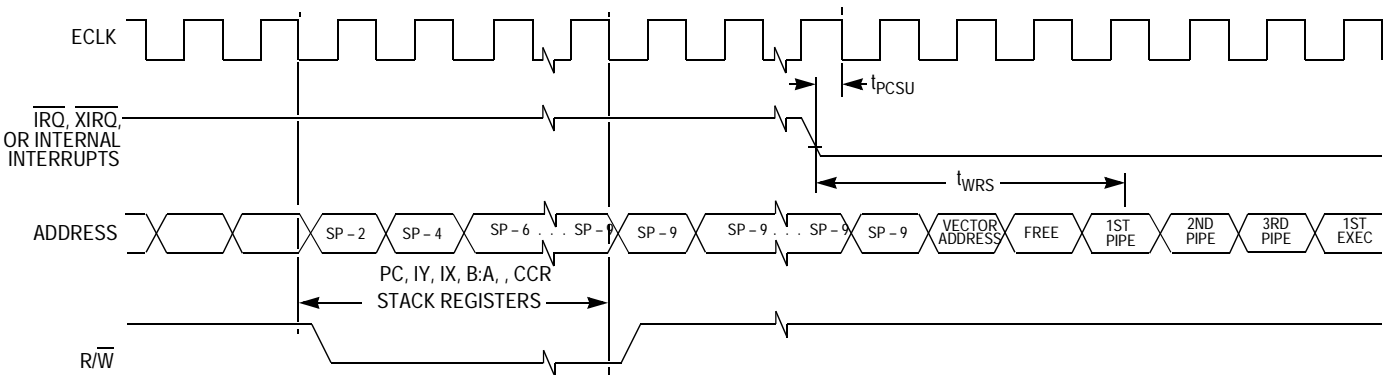 ECLK
tPCSU
IRQ, XIRQ,
OR INTERNAL
INTERRUPTS
tWRS
ADDRESS
SP – 2
SP – 4
SP – 6 . . . SP – 9
SP – 9
SP – 9 . . . SP – 9
SP – 9
VECTOR
ADDRESS
FREE
1ST
PIPE
2ND
PIPE
3RD
PIPE
1ST
EXEC
PC, IY, IX, B:A, , CCR
STACK REGISTERS
R/W